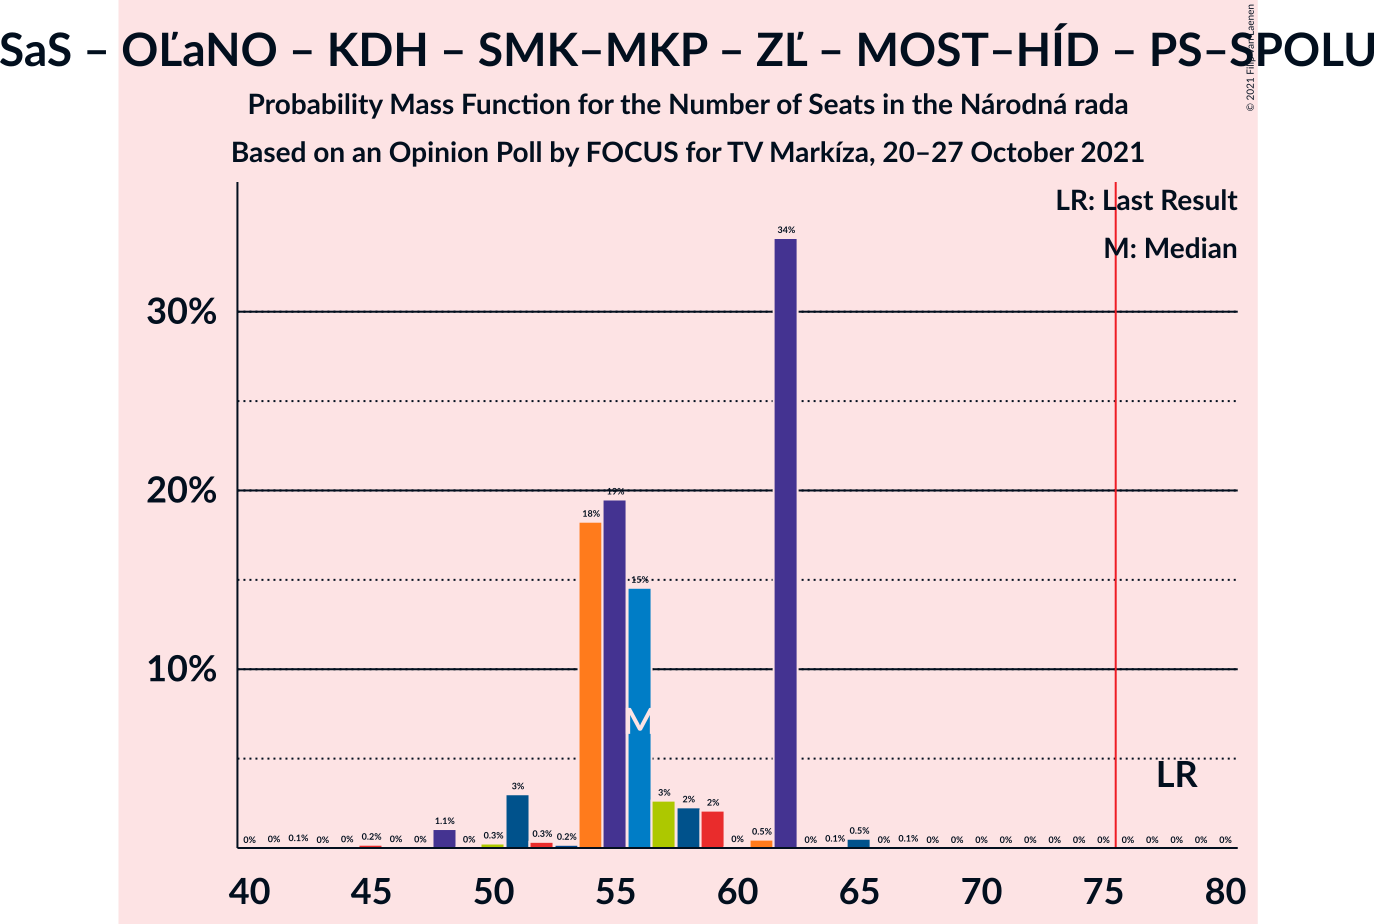 SaS – OĽaNO – KDH – SMK–MKP – ZĽ – MOST–HÍD – PS–SPOLU
© 2021 Filip van Laenen
Probability Mass Function for the Number of Seats in the Národná rada
Based on an Opinion Poll by FOCUS for TV Markíza, 20–27 October 2021
LR: Last Result
M: Median
30%
20%
10%
0% 0% 0.1% 0% 0% 0.2% 0% 0% 1.1% 0% 0.3% 3% 0.3% 0.2% 18% 19% 15% 3% 2% 2% 0% 0.5% 34% 0% 0.1% 0.5% 0% 0.1% 0% 0% 0% 0% 0% 0% 0% 0% 0% 0% 0% 0% 0%
M
LR
40 45 50 55 60 65 70 75 80